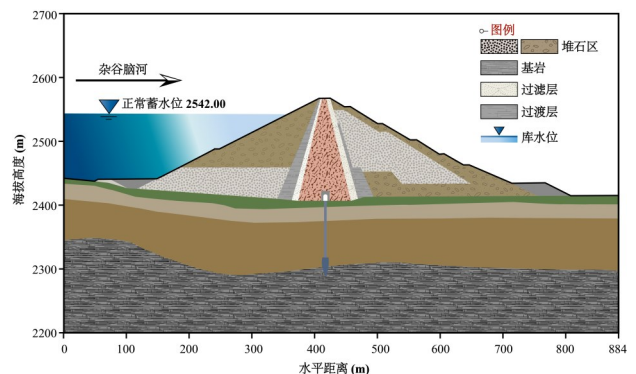 2700
2600
2500
2400
2300
2200
海拔高度 (m)
杂谷脑河
正常蓄水位 2542.00
图例
堆石区
基岩
过滤层
过渡层
库水位
0
100
200
300
400
500
600
700
800
884
水平距离 (m)